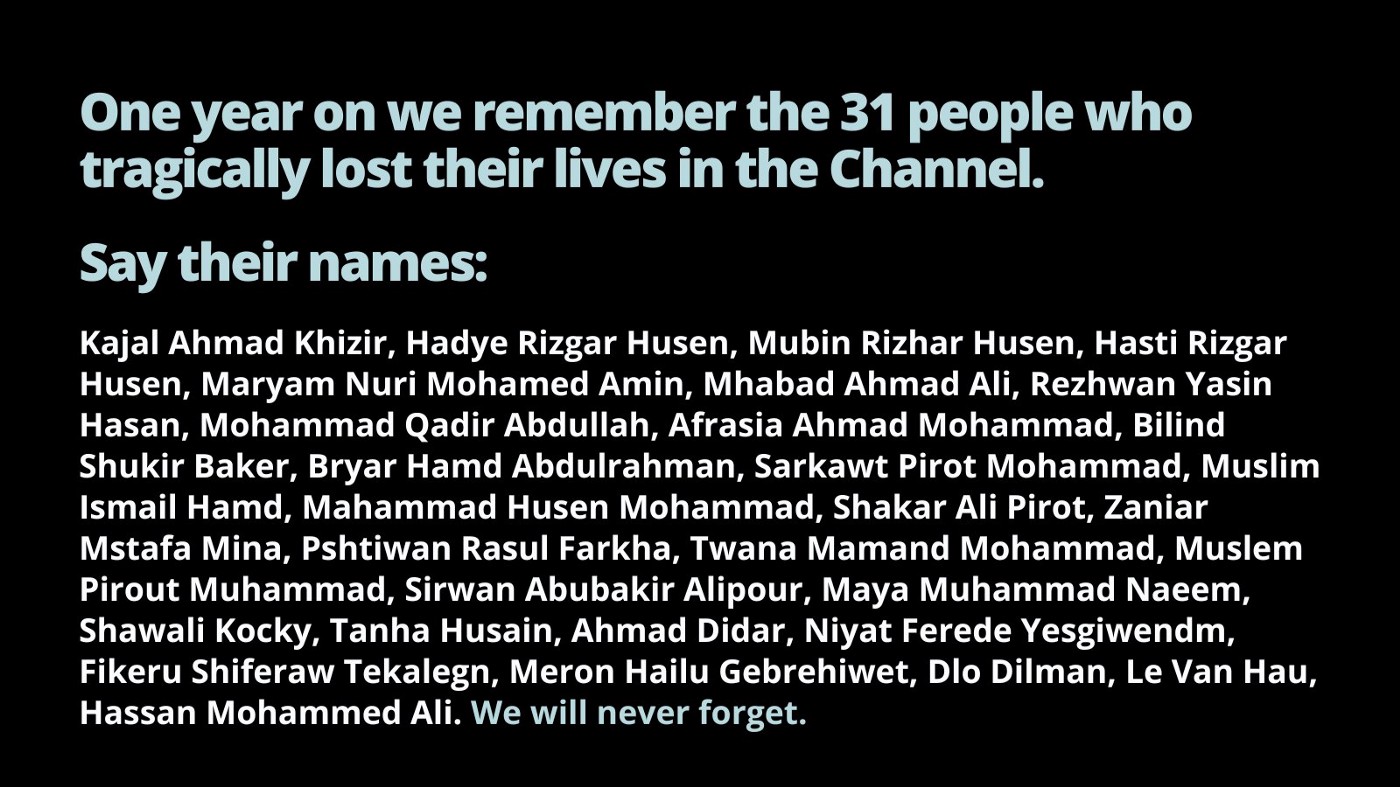 One year on we remember the 31 people who
tragically lost their lives in the Channel.
Say their names:
Kajal Ahmad Khizir, Hadye Rizgar Husen, Mubin Rizhar Husen, Hasti Rizgar
Husen, Maryam Nuri Mohamed Amin, Mhabad Ahmad Ali, Rezhwan Yasin
Hasan, Mohammad Qadir Abdullah, Afrasia Ahmad Mohammad, Bilind
Shukir Baker, Bryar Hamd Abdulrahman, Sarkawt Pirot Mohammad, Muslim
Ismail Hamd, Mahammad Husen Mohammad, Shakar Ali Pirot, Zaniar
Mstafa Mina, Pshtiwan Rasul Farkha, Twana Mamand Mohammad, Muslem
Pirout Muhammad, Sirwan Abubakir Alipour, Maya Muhammad Naeem,
Shawali Kocky, Tanha Husain, Ahmad Didar, Niyat Ferede Yesgiwendm,
Fikeru Shiferaw Tekalegn, Meron Hailu Gebrehiwet, Dlo Dilman, Le Van Hau,
Hassan Mohammed Ali. We will never forget.